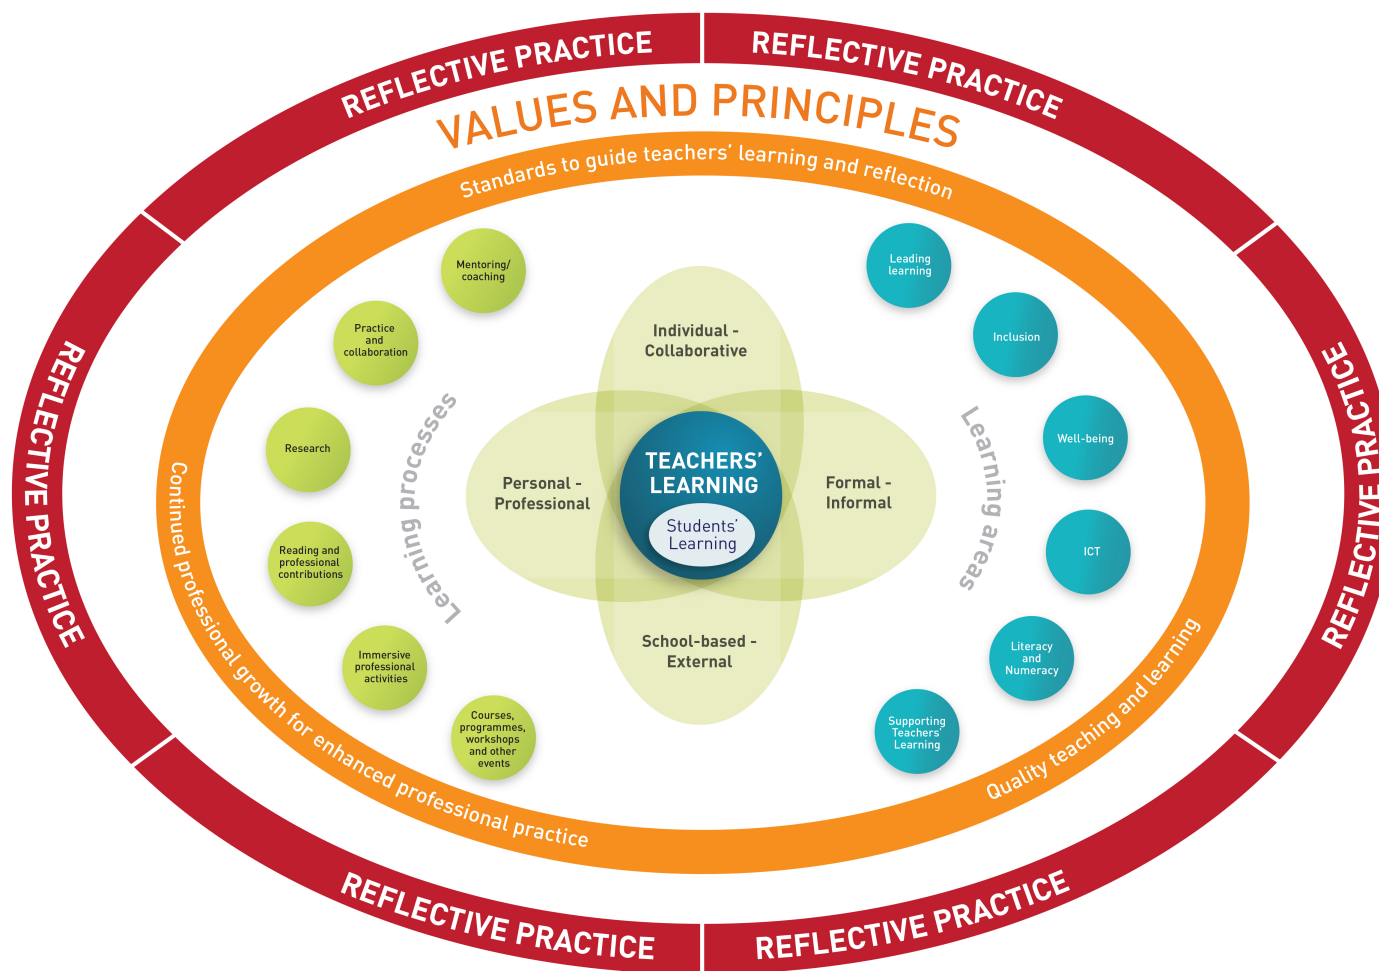 REFLECTIVE PRACTICE
REFLECTIVE PRACTICE
VALUES AND PRINCIPLES
Standards to guide teachers’ learning and reflection
Mentoring/
coaching
Practice
and
collaboration
Research
Reading and
professional
contributions
Immersive
professional
activities
Courses,
programmes,
workshops
and other
events
Learning processes
Individual -
Collaborative
Personal -
Professional
TEACHERS’
LEARNING
Students’
Learning
Formal -
Informal
School-based -
External
Learning areas
Leading
learning
Inclusion
Well-being
ICT
Literacy
and
Numeracy
Supporting
Teachers’
Learning
Continued professional growth for enhanced professional practice
Quality teaching and learning
REFLECTIVE PRACTICE
REFLECTIVE PRACTICE
REFLECTIVE PRACTICE
REFLECTIVE PRACTICE